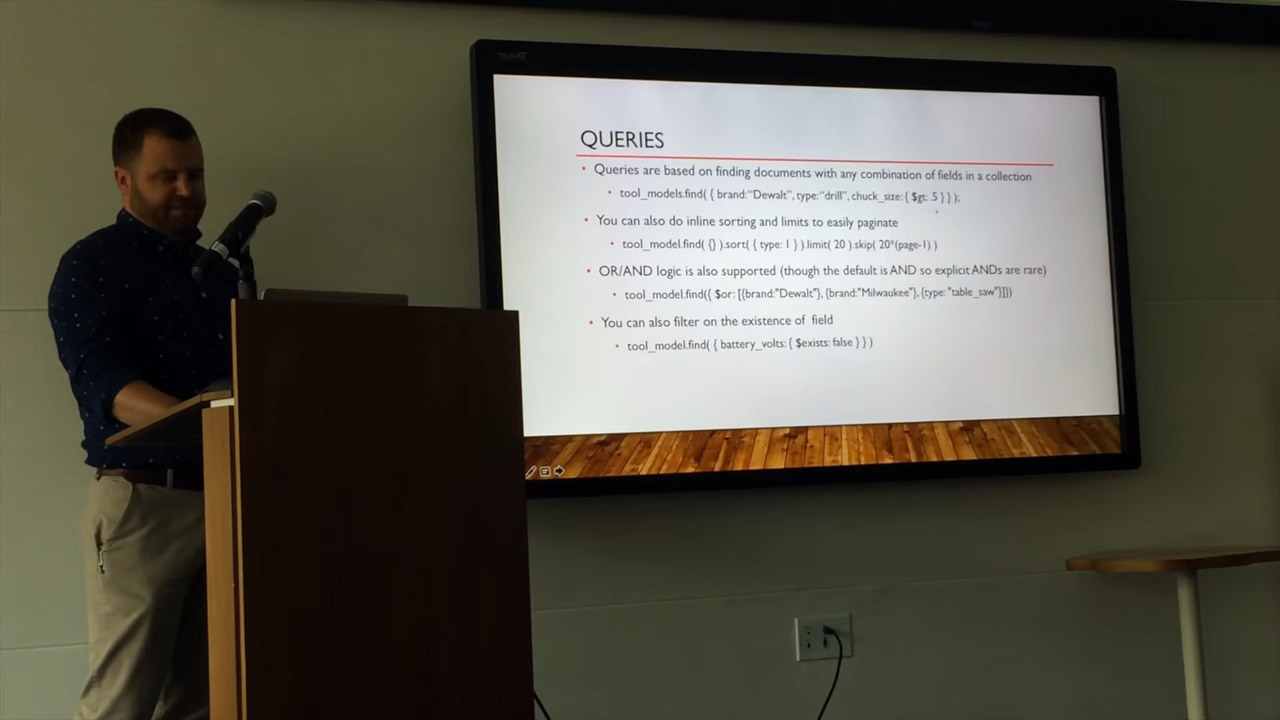 QUERIES
• Queries are based on finding documents with any combination of fields in a collection
• tool_models.find( { brand:"Dewalt", type:"drill", chuck_size: { $gt: .5 } } );
• You can also do inline sorting and limits to easily paginate
• tool_model.find( {} ).sort( { type: 1 } ).limit( 20 ).skip( 20*(page-1) )
• OR/AND logic is also supported (though the default is AND so explicit ANDs are rare)
• tool_model.find({ $or: [{brand:"Dewalt"}, {brand:"Milwaukee"}, {type: "table_saw"}]})
• You can also filter on the existence of field
• tool_model.find( { battery_volts: { $exists: false } } )